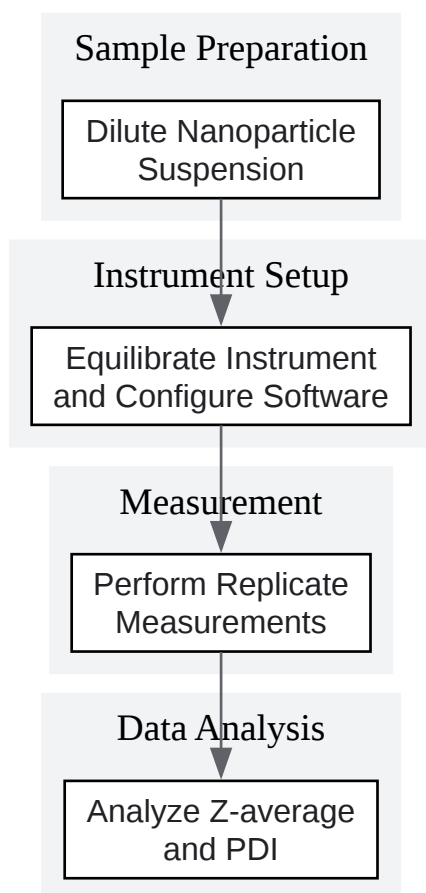 Sample Preparation
Dilute Nanoparticle
Suspension
Instrument Setup
Equilibrate Instrument
and Configure Software
Measurement
Perform Replicate
Measurements
Data Analysis
Analyze Z-average
and PDI